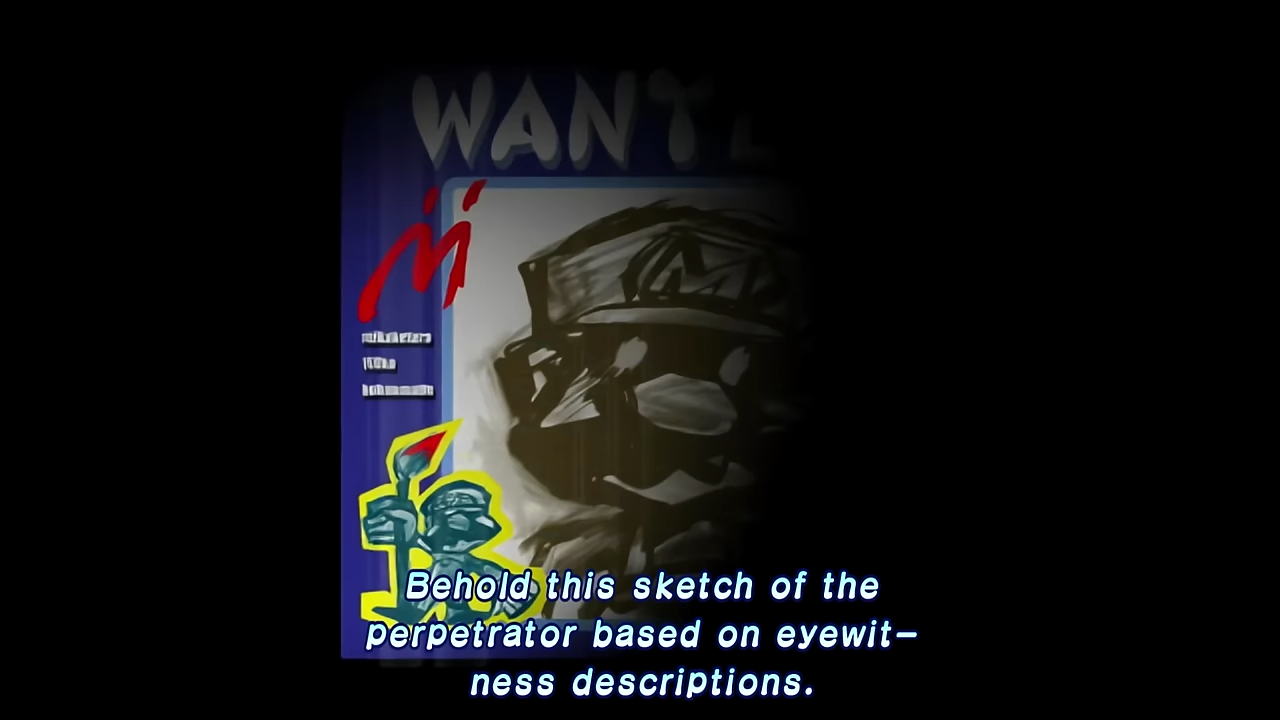 WANT
M
M
Behold this sketch of the
perpetrator based on eyewit-
ness descriptions.